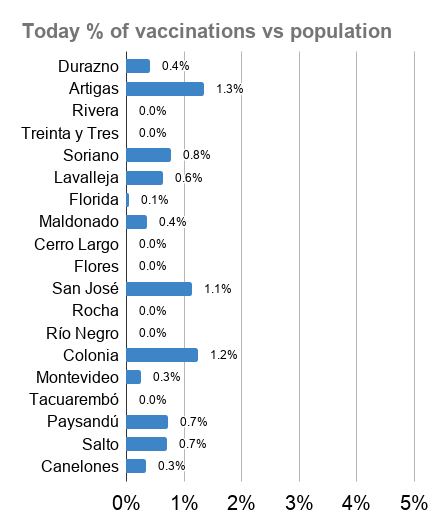 Today % of vaccinations vs population
Durazno 0.4%
Artigas 1.3%
Rivera 0.0%
Treinta y Tres 0.0%
Soriano 0.8%
Lavalleja 0.6%
Florida 0.1%
Maldonado 0.4%
Cerro Largo 0.0%
Flores 0.0%
San José 1.1%
Rocha 0.0%
Río Negro 0.0%
Colonia 1.2%
Montevideo 0.3%
Tacuarembó 0.0%
Paysandú 0.7%
Salto 0.7%
Canelones 0.3%
0% 1% 2% 3% 4% 5%